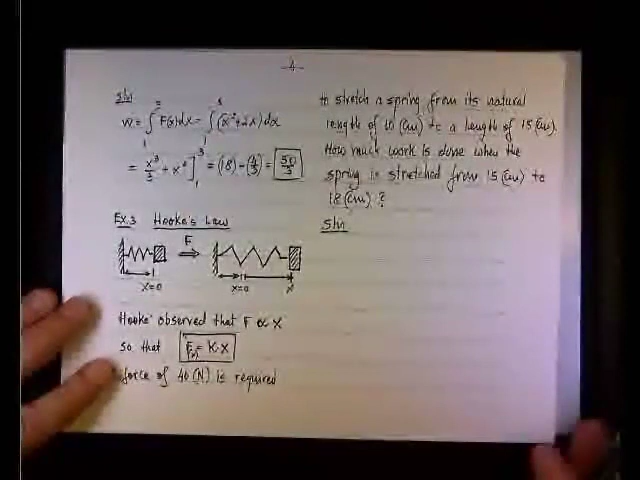 4
Sln
W = ∫₁³ F(x)dx = ∫₁³ (x²+2x)dx
= x³/3 + x² ]₁³ = (18) - (4/3) = 50/3
Ex.3 Hooke's Law
F
x=0 x=0 x
Hooke observed that F ∝ x
so that F(x) = K·x
force of 40 (N) is required
to stretch a spring from its natural
length of 10 (cm) to a length of 15 (cm).
How much work is done when the
spring is stretched from 15 (cm) to
18 (cm) ?
Sln